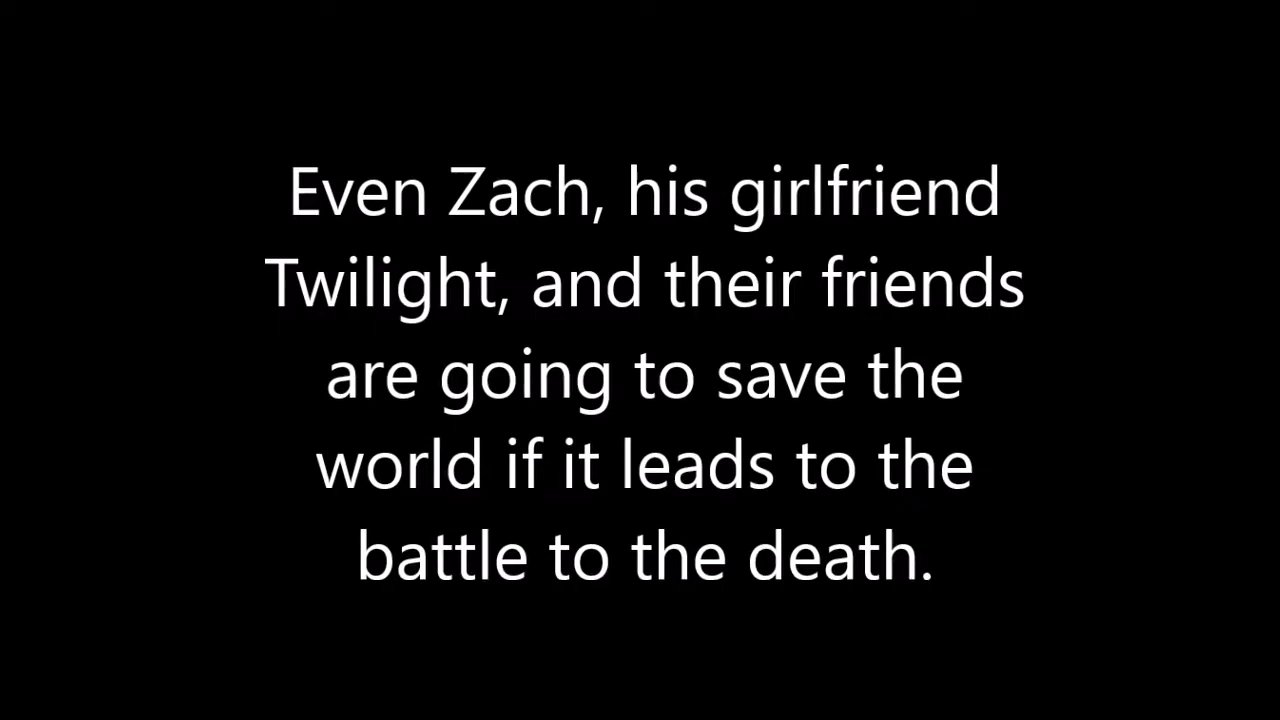 Even Zach, his girlfriend
Twilight, and their friends
are going to save the
world if it leads to the
battle to the death.